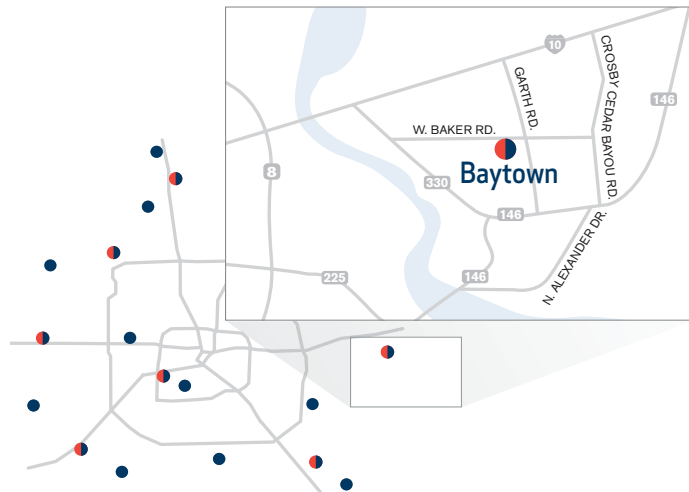 10
GARTH RD.
CROSBY CEDAR BAYOU RD.
146
W. BAKER RD.
8
Baytown
330
146
N. ALEXANDER DR.
225
146